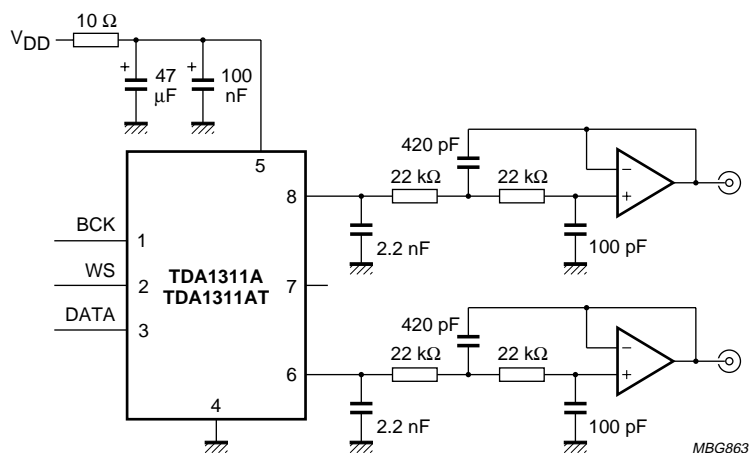 10 Ω
VDD
+
47 μF
+
100 nF
5
420 pF
22 kΩ
22 kΩ
−
+
8
2.2 nF
100 pF
BCK
1
WS
2
DATA
3
TDA1311A
TDA1311AT
7
420 pF
22 kΩ
22 kΩ
−
+
6
4
2.2 nF
100 pF
MBG863